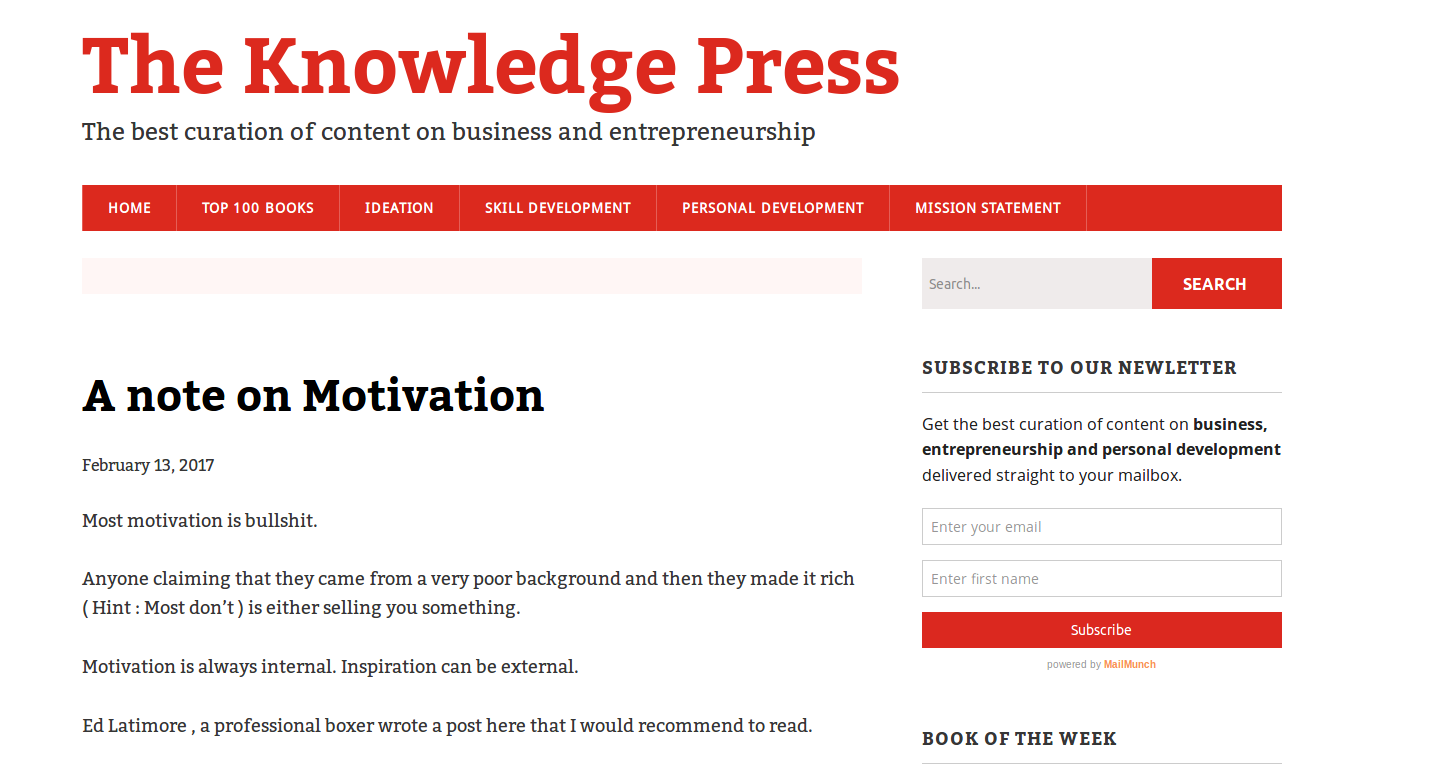 The Knowledge Press
The best curation of content on business and entrepreneurship
HOME
TOP 100 BOOKS
IDEATION
SKILL DEVELOPMENT
PERSONAL DEVELOPMENT
MISSION STATEMENT
A note on Motivation
February 13, 2017
Most motivation is bullshit.
Anyone claiming that they came from a very poor background and then they made it rich
( Hint : Most don’t ) is either selling you something.
Motivation is always internal. Inspiration can be external.
Ed Latimore , a professional boxer wrote a post here that I would recommend to read.
Search...
SEARCH
SUBSCRIBE TO OUR NEWLETTER
Get the best curation of content on business,
entrepreneurship and personal development
delivered straight to your mailbox.
Enter your email
Enter first name
Subscribe
powered by MailMunch
BOOK OF THE WEEK